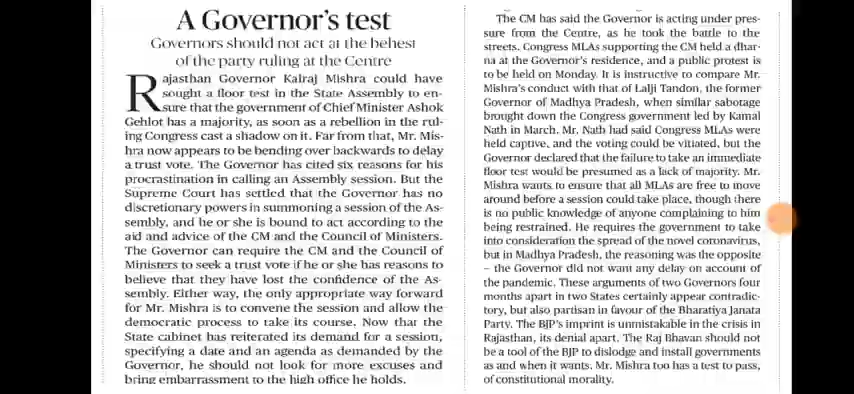 A Governor's test
Governors should not act at the behest
of the party ruling at the Centre
Rajasthan Governor Kalraj Mishra could have
sought a floor test in the State Assembly to en-
sure that the government of Chief Minister Ashok
Gehlot has a majority, as soon as a rebellion in the rul-
ing Congress cast a shadow on it. Far from that, Mr. Mis-
hra now appears to be bending over backwards to delay
a trust vote. The Governor has cited six reasons for his
procrastination in calling an Assembly session. But the
Supreme Court has settled that the Governor has no
discretionary powers in summoning a session of the As-
sembly, and he or she is bound to act according to the
aid and advice of the CM and the Council of Ministers.
The Governor can require the CM and the Council of
Ministers to seek a trust vote if he or she has reasons to
believe that they have lost the confidence of the As-
sembly. Either way, the only appropriate way forward
for Mr. Mishra is to convene the session and allow the
democratic process to take its course. Now that the
State cabinet has reiterated its demand for a session,
specifying a date and an agenda as demanded by the
Governor, he should not look for more excuses and
bring embarrassment to the high office he holds.
The CM has said the Governor is acting under pres-
sure from the Centre, as he took the battle to the
streets. Congress MLAs supporting the CM held a dhar-
na at the Governor's residence, and a public protest is
to be held on Monday. It is instructive to compare Mr.
Mishra's conduct with that of Lalji Tandon, the former
Governor of Madhya Pradesh, when similar sabotage
brought down the Congress government led by Kamal
Nath in March. Mr. Nath had said Congress MLAs were
held captive, and the voting could be vitiated, but the
Governor declared that the failure to take an immediate
floor test would be presumed as a lack of majority. Mr.
Mishra wants to ensure that all MLAs are free to move
around before a session could take place, though there
is no public knowledge of anyone complaining to him
being restrained. He requires the government to take
into consideration the spread of the novel coronavirus,
but in Madhya Pradesh, the reasoning was the opposite
– the Governor did not want any delay on account of
the pandemic. These arguments of two Governors four
months apart in two States certainly appear contradic-
tory, but also partisan in favour of the Bharatiya Janata
Party. The BJP's imprint is unmistakable in the crisis in
Rajasthan, its denial apart. The Raj Bhavan should not
be a tool of the BJP to dislodge and install governments
as and when it wants. Mr. Mishra too has a test to pass,
of constitutional morality.